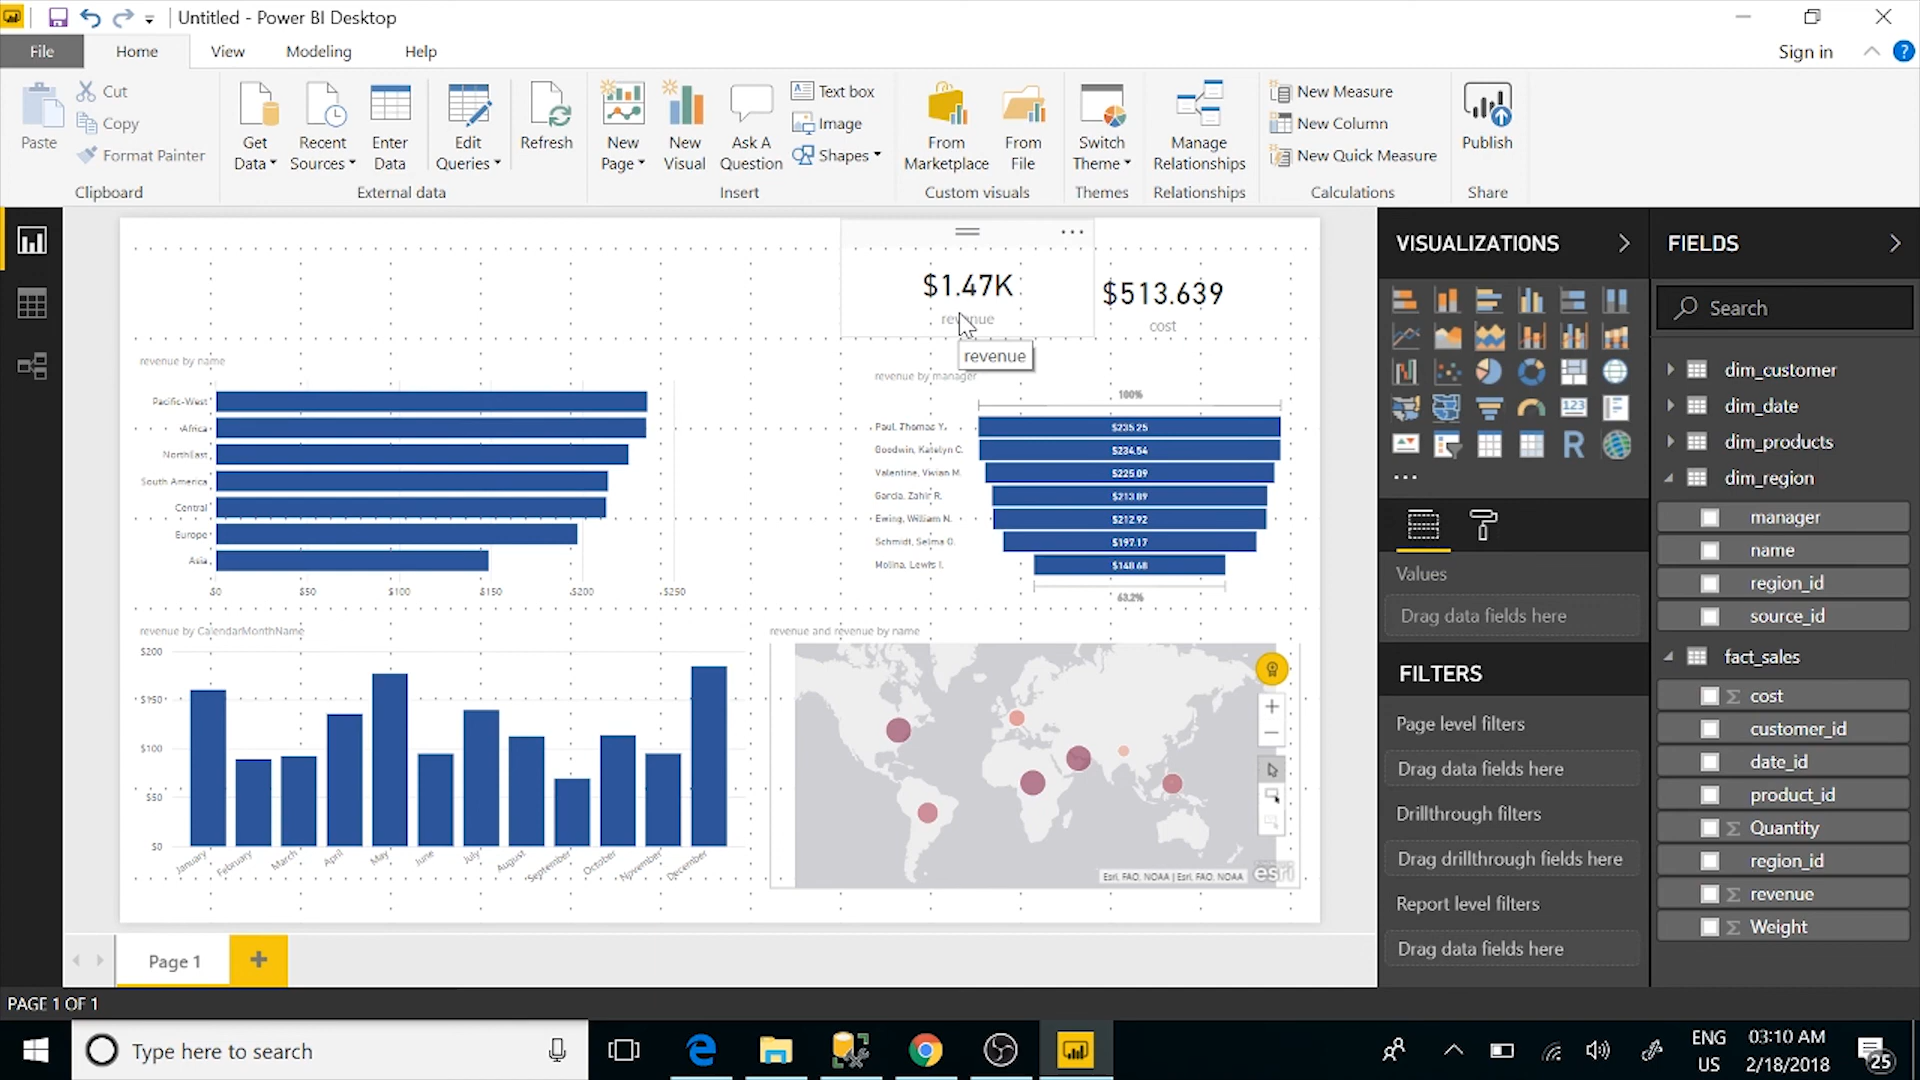 Untitled - Power BI Desktop
File
Home
View
Modeling
Help
Sign in
Paste
Cut
Copy
Format Painter
Clipboard
Get Data
Recent Sources
Enter Data
Edit Queries
Refresh
External data
New Page
New Visual
Ask A Question
Text box
Image
Shapes
Insert
From Marketplace
From File
Custom visuals
Switch Theme
Themes
Manage Relationships
Relationships
New Measure
New Column
New Quick Measure
Calculations
Publish
Share
$1.47K
revenue
revenue
$513.639
cost
revenue by name
Pacific-West
Africa
NorthEast
South America
Central
Europe
Asia
$0 $50 $100 $150 $200 $250
revenue by manager
100%
Paul, Thomas Y. $235.25
Goodwin, Katelyn C. $234.54
Valentine, Vivian M. $225.09
Garcia, Zahir R. $213.89
Ewing, William N. $212.92
Schmidt, Selma O. $197.17
Molina, Lewis I. $148.68
63.2%
revenue by CalendarMonthName
$200
$150
$100
$50
$0
January February March April May June July August September October November December
revenue and revenue by name
Esri, FAO, NOAA | Esri, FAO, NOAA
esri
VISUALIZATIONS
123
R
Values
Drag data fields here
FILTERS
Page level filters
Drag data fields here
Drillthrough filters
Drag drillthrough fields here
Report level filters
Drag data fields here
FIELDS
Search
dim_customer
dim_date
dim_products
dim_region
manager
name
region_id
source_id
fact_sales
Σ cost
customer_id
date_id
product_id
Σ Quantity
region_id
Σ revenue
Σ Weight
Page 1
PAGE 1 OF 1
Type here to search
ENG
US
03:10 AM
2/18/2018
25